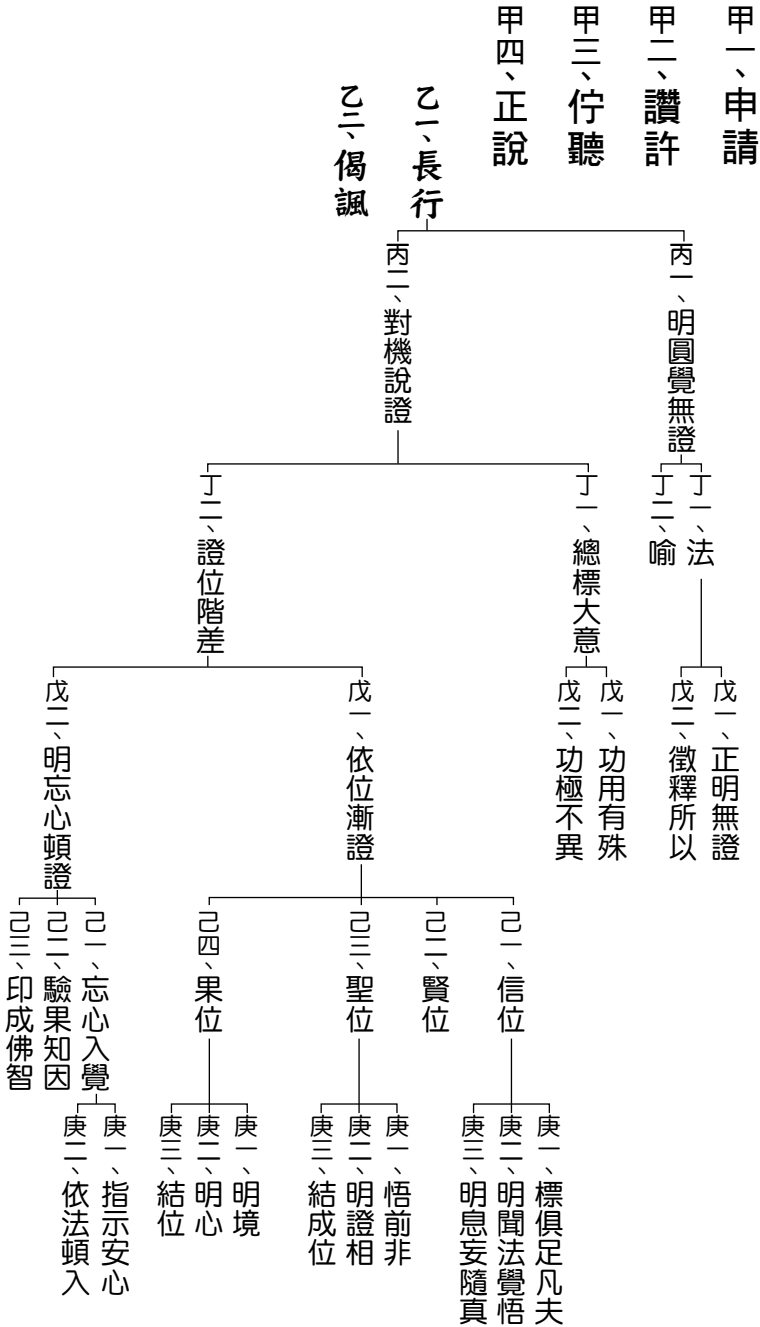 甲一、申請
甲二、讚許
甲三、佇聽
甲四、正說
乙一、長行
乙二、偈諷
丙一、明圓覺無證
丙二、對機說證
丁一、法
丁二、喻
丁一、總標大意
丁二、證位階差
戊一、正明無證
戊二、徵釋所以
戊一、功用有殊
戊二、功極不異
戊一、依位漸證
戊二、明忘心頓證
己一、信位
己二、賢位
己三、聖位
己四、果位
己一、忘心入覺
己二、驗果知因
己三、印成佛智
庚一、標俱足凡夫
庚二、明聞法覺悟
庚三、明息妄隨真
庚一、悟前非
庚二、明證相
庚三、結成位
庚一、明境
庚二、明心
庚三、結位
庚一、指示安心
庚二、依法頓入